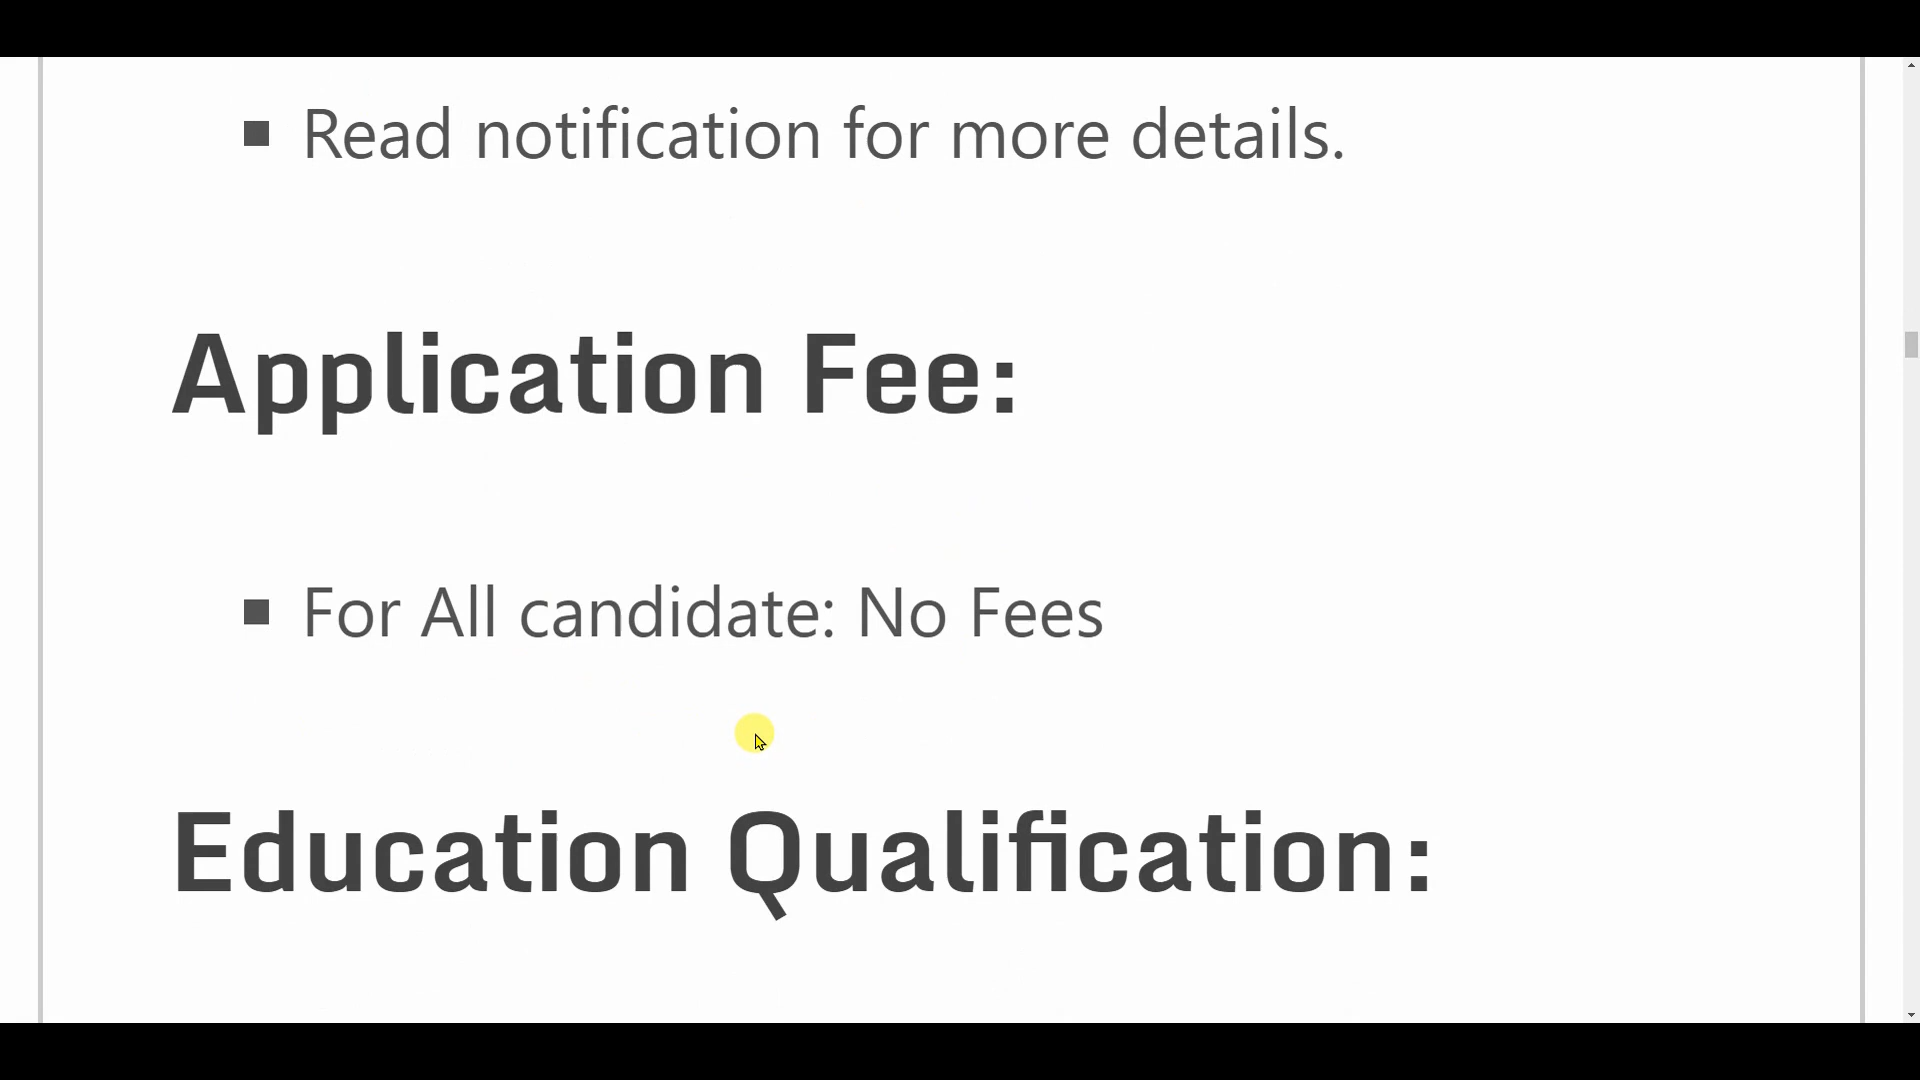 Read notification for more details.
Application Fee:
For All candidate: No Fees
Education Qualification: